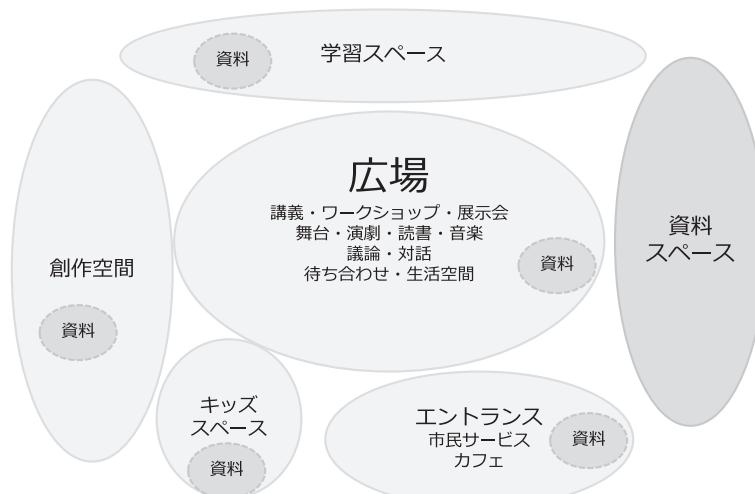 資料
学習スペース
広場
講義・ワークショップ・展示会
舞台・演劇・読書・音楽
議論・対話
待ち合わせ・生活空間
資料
資料
スペース
創作空間
資料
キッズ
スペース
資料
エントランス
市民サービス
カフェ
資料